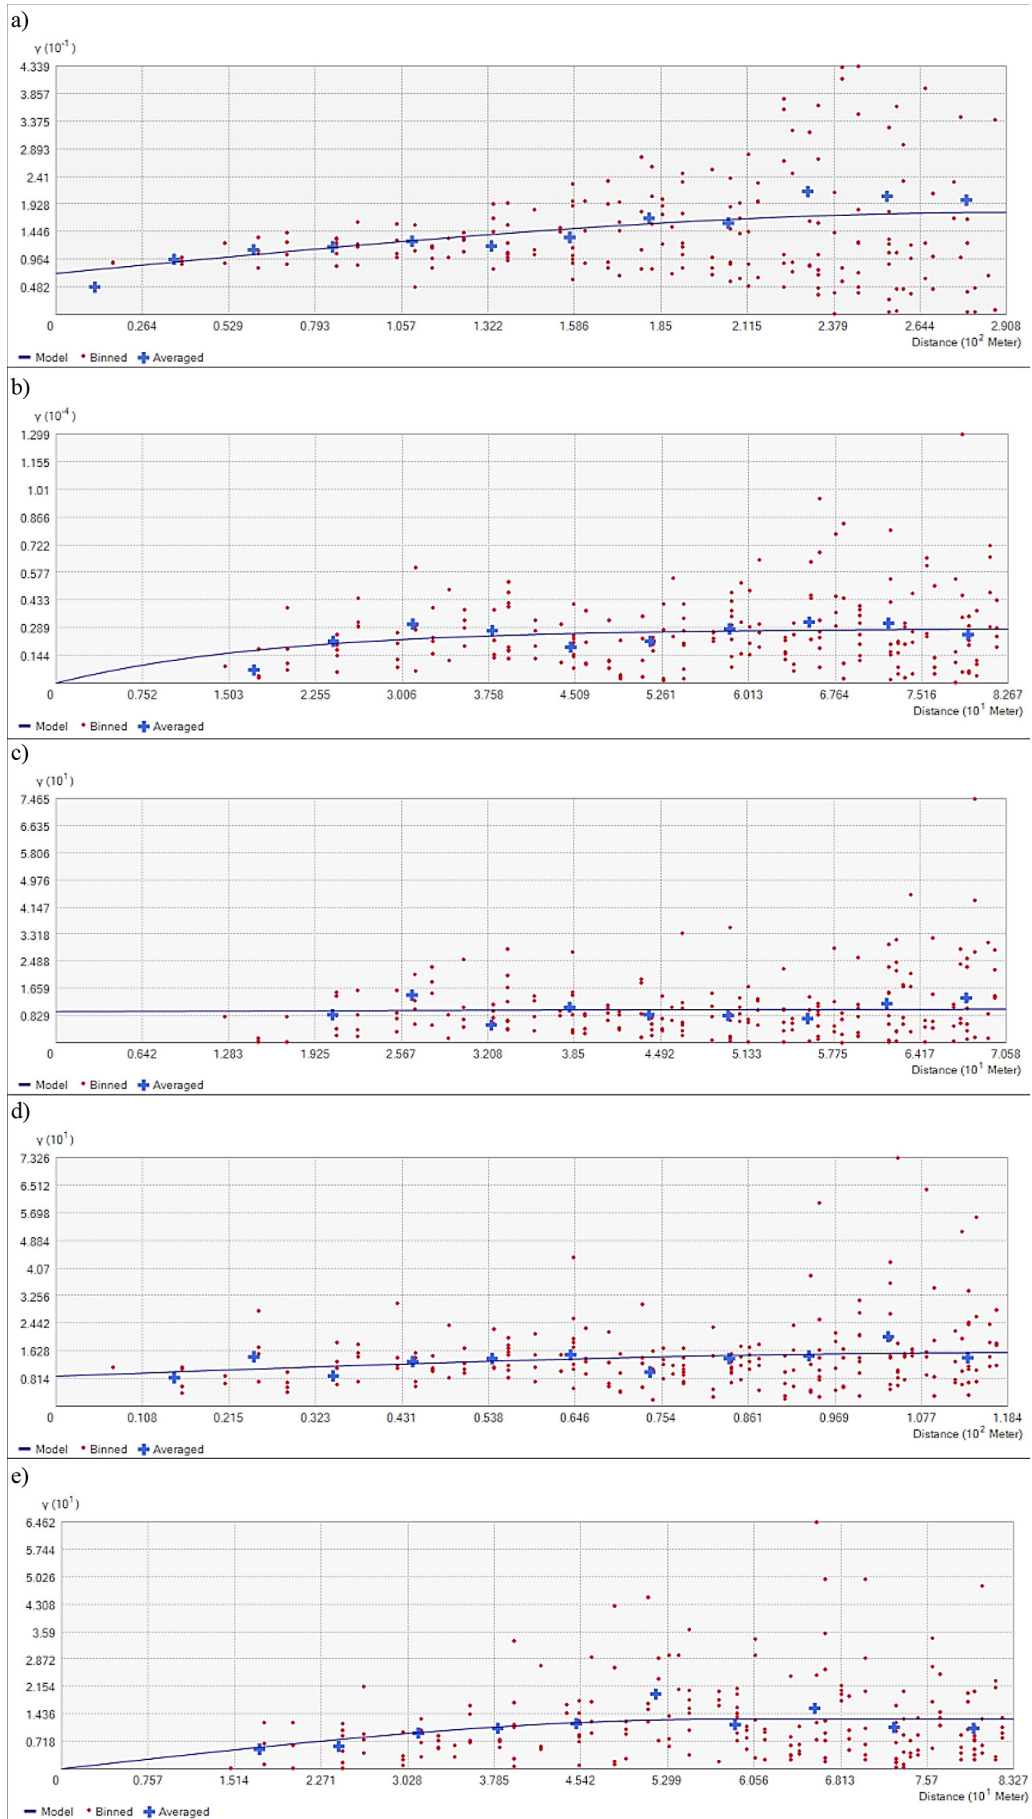 a)
γ (10⁻¹)
4.339
3.857
3.375
2.893
2.41
1.928
1.446
0.964
0.482
0 0.264 0.529 0.793 1.057 1.322 1.586 1.85 2.115 2.379 2.644 2.908
Distance (10² Meter)
Model Binned Averaged
b)
γ (10⁻⁴)
1.299
1.155
1.01
0.866
0.722
0.577
0.433
0.289
0.144
0 0.752 1.503 2.255 3.006 3.758 4.509 5.261 6.013 6.764 7.516 8.267
Distance (10¹ Meter)
Model Binned Averaged
c)
γ (10¹)
7.465
6.635
5.806
4.976
4.147
3.318
2.488
1.659
0.829
0 0.642 1.283 1.925 2.567 3.208 3.85 4.492 5.133 5.775 6.417 7.058
Distance (10¹ Meter)
Model Binned Averaged
d)
γ (10¹)
7.326
6.512
5.698
4.884
4.07
3.256
2.442
1.628
0.814
0 0.108 0.215 0.323 0.431 0.538 0.646 0.754 0.861 0.969 1.077 1.184
Distance (10² Meter)
Model Binned Averaged
e)
γ (10¹)
6.462
5.744
5.026
4.308
3.59
2.872
2.154
1.436
0.718
0 0.757 1.514 2.271 3.028 3.785 4.542 5.299 6.056 6.813 7.57 8.327
Distance (10¹ Meter)
Model Binned Averaged